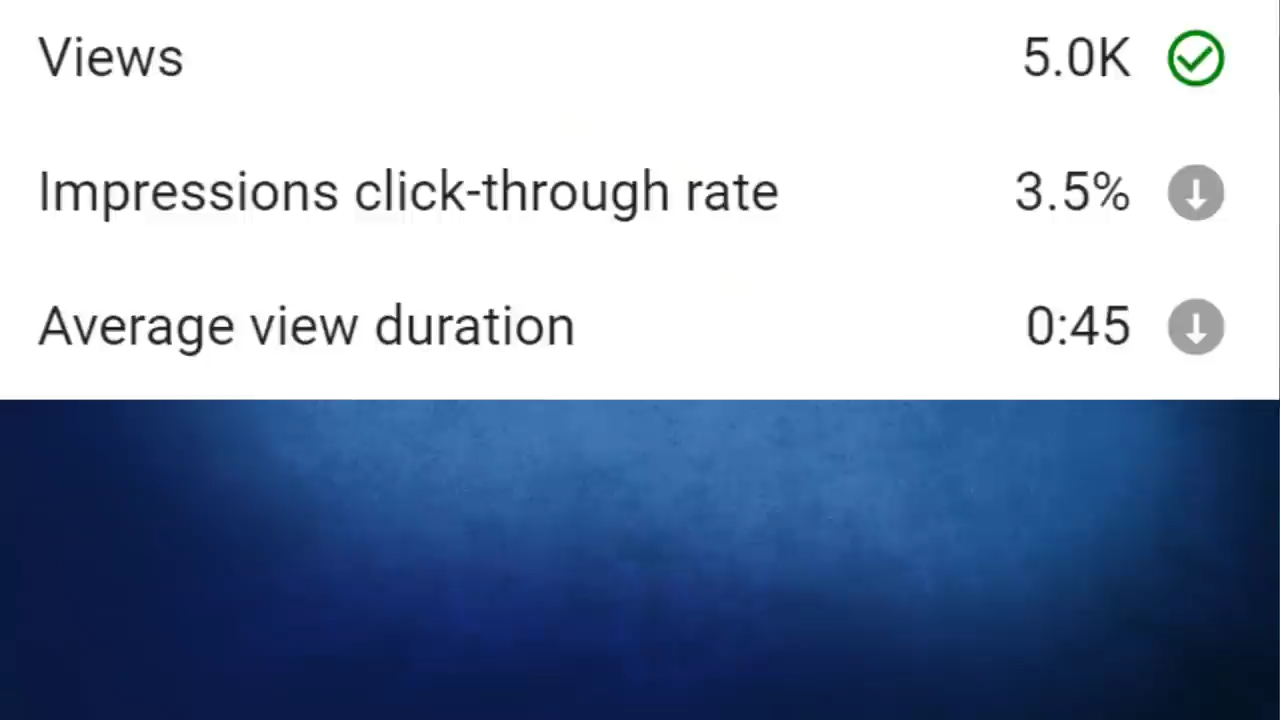 Views 5.0K
Impressions click-through rate 3.5%
Average view duration 0:45